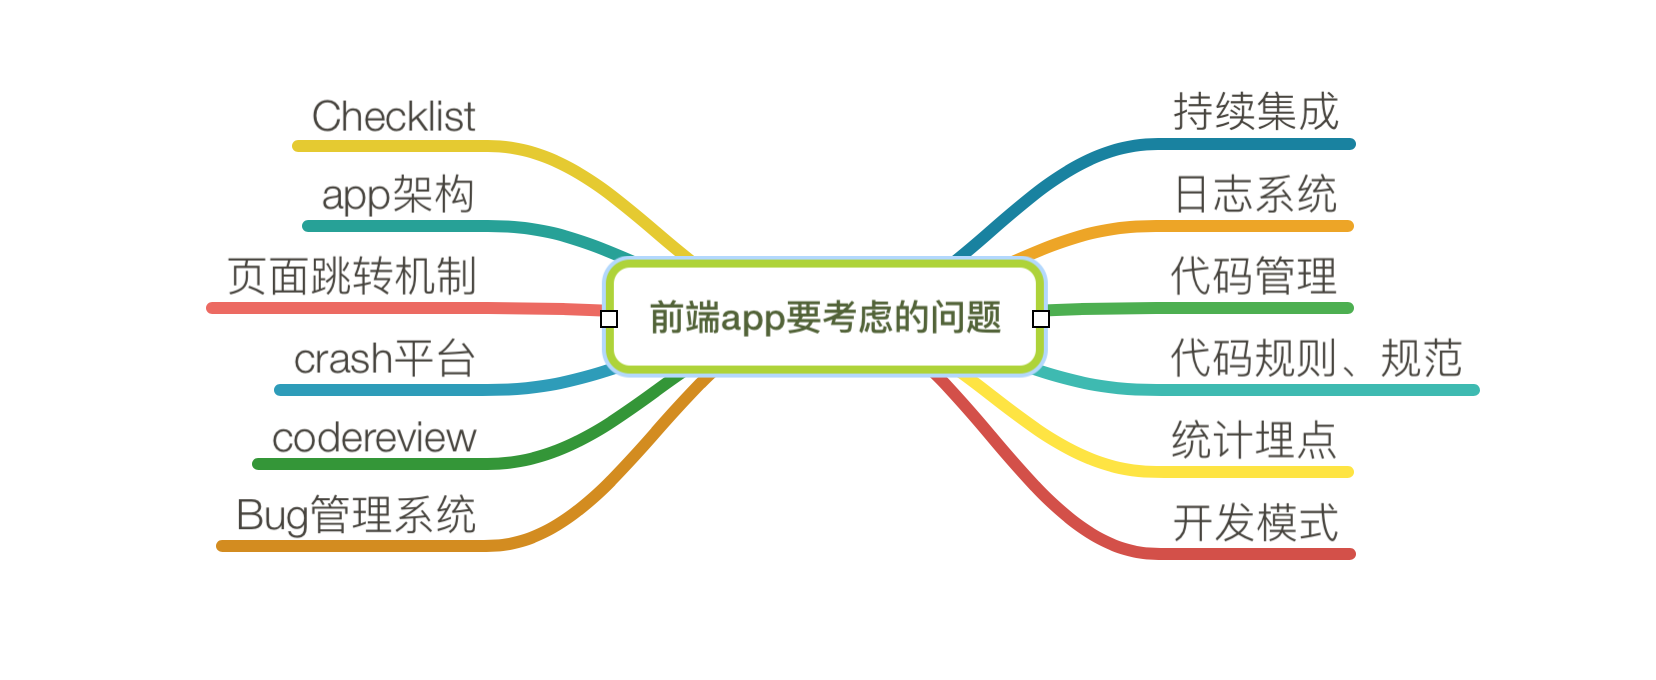 Checklist
app架构
页面跳转机制
crash平台
codereview
Bug管理系统
前端app要考虑的问题
持续集成
日志系统
代码管理
代码规则、规范
统计埋点
开发模式